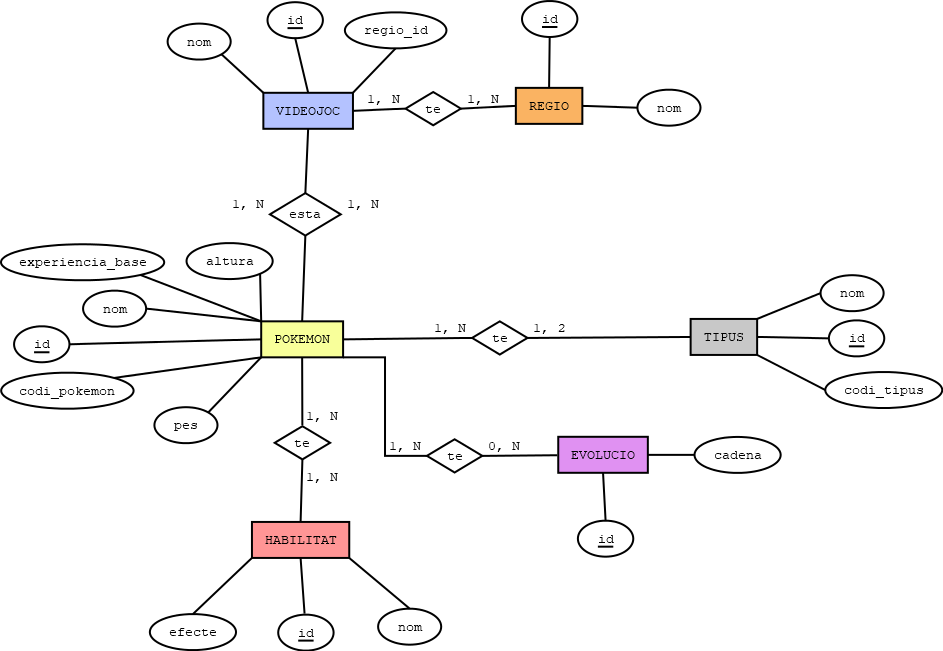 id
id
regio_id
nom
1, N
1, N
VIDEOJOC
te
REGIO
nom
1, N
1, N
esta
experiencia_base
altura
nom
nom
1, N
1, 2
id
POKEMON
te
TIPUS
id
codi_pokemon
codi_tipus
1, N
pes
te
1, N
0, N
te
EVOLUCIO
cadena
1, N
HABILITAT
id
efecte
id
nom